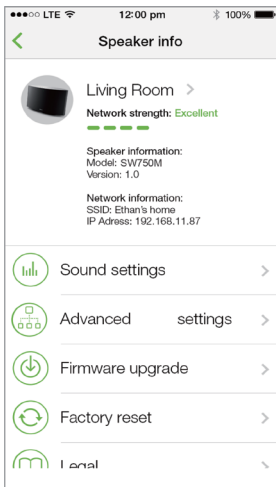 LTE 12:00 pm 100%
Speaker info
Living Room
Network strength: Excellent
Speaker information:
Model: SW750M
Version: 1.0
Network information:
SSID: Ethan's home
IP Adress: 192.168.11.87
Sound settings
Advanced settings
Firmware upgrade
Factory reset
Legal